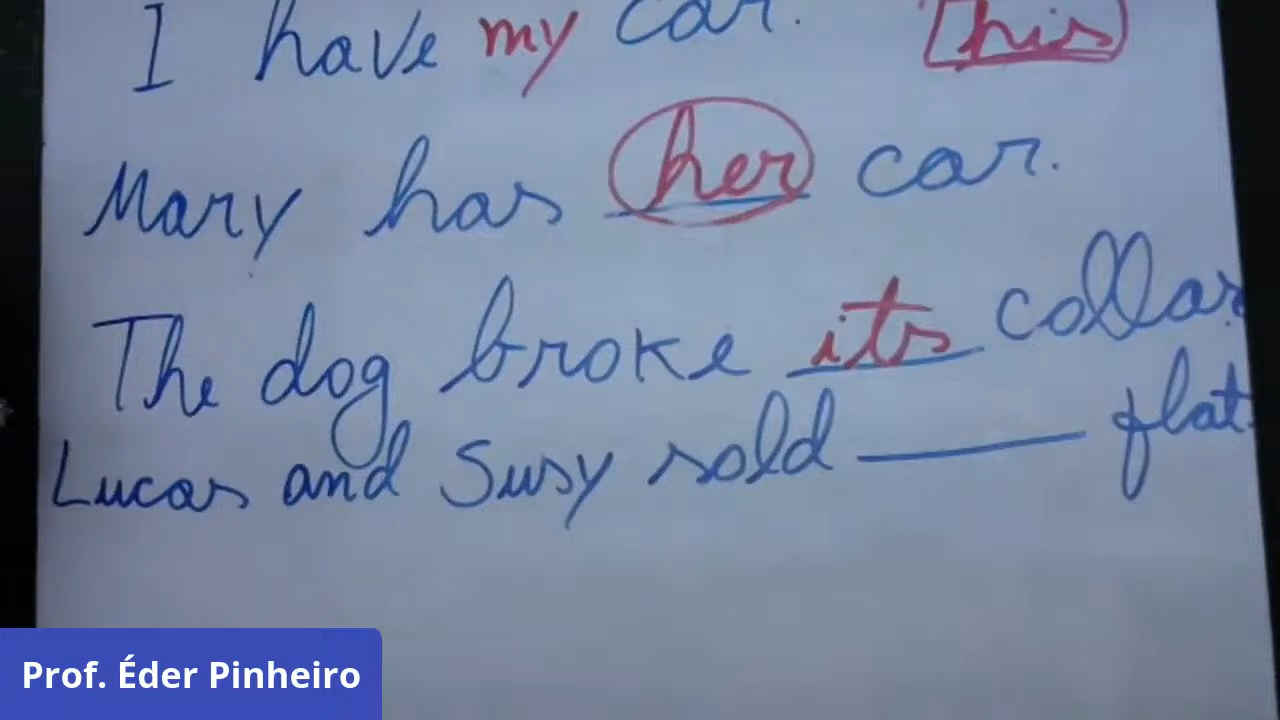 I have my car. his
Mary has her car.
The dog broke its collar.
Lucas and Susy sold ______ flat.
Prof. Éder Pinheiro